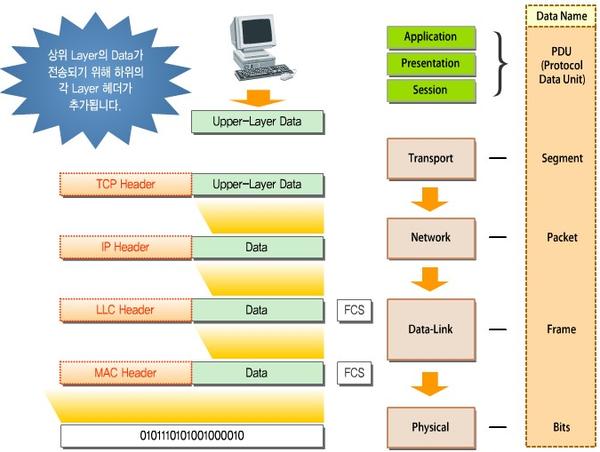 상위 Layer의 Data가
전송되기 위해 하위의
각 Layer 헤더가
추가됩니다.
Upper-Layer Data
TCP Header Upper-Layer Data
IP Header Data
LLC Header Data FCS
MAC Header Data FCS
0101110101001000010
Application
Presentation
Session
Transport
Network
Data-Link
Physical
Data Name
PDU
(Protocol
Data Unit)
Segment
Packet
Frame
Bits